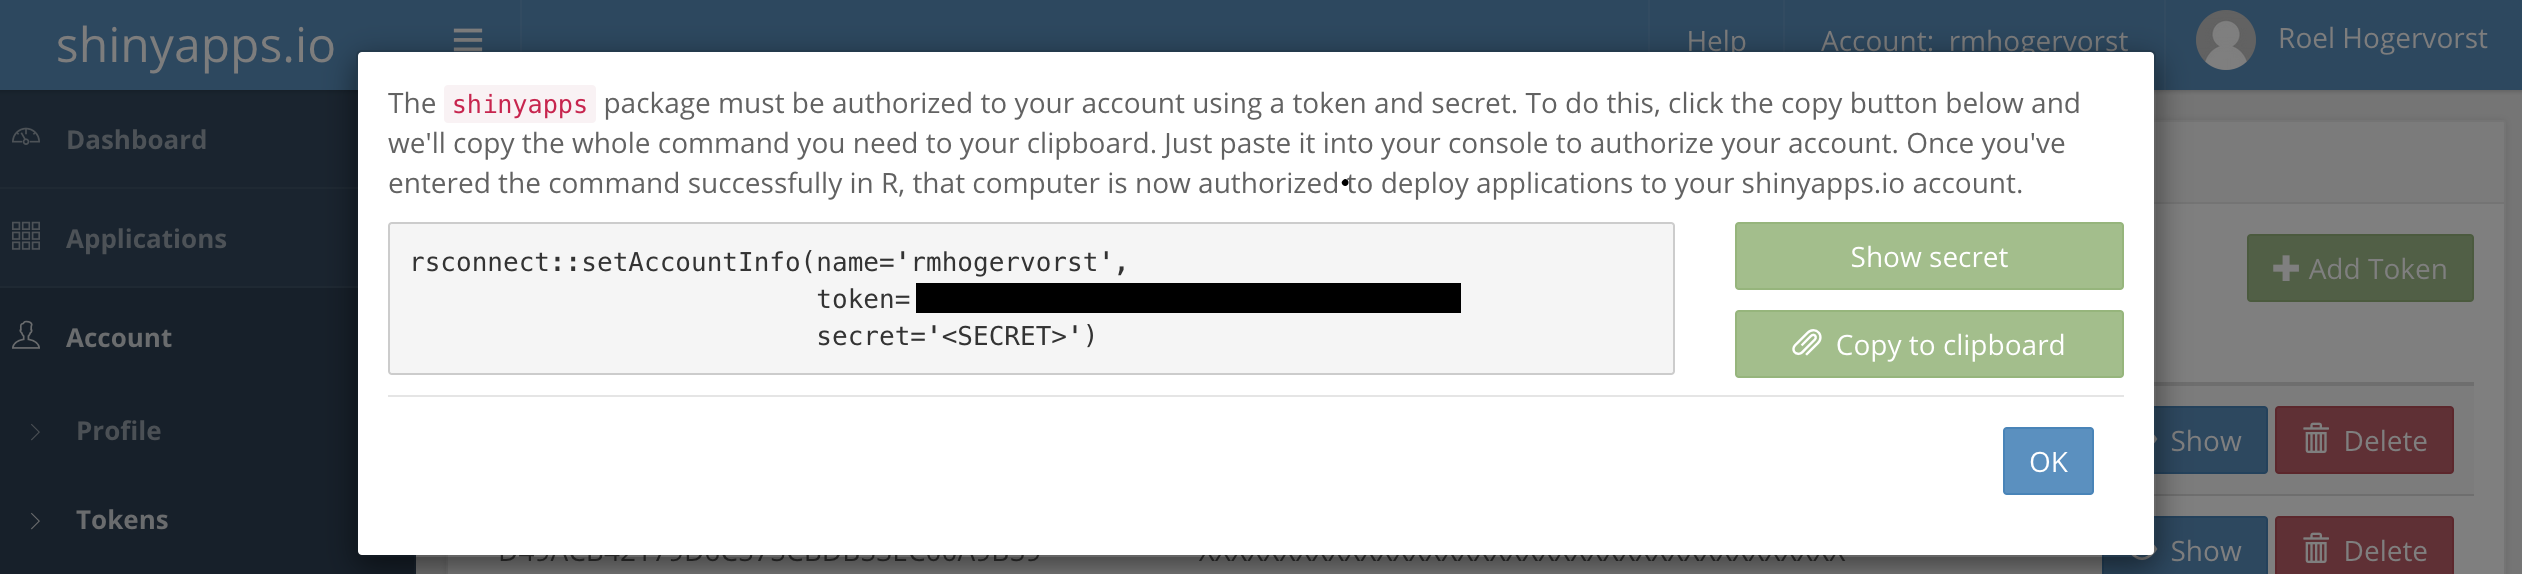 shinyapps.io
Help
Account: rmhogervorst
Roel Hogervorst
Dashboard
Applications
Account
Profile
Tokens
The shinyapps package must be authorized to your account using a token and secret. To do this, click the copy button below and
we'll copy the whole command you need to your clipboard. Just paste it into your console to authorize your account. Once you've
entered the command successfully in R, that computer is now authorized to deploy applications to your shinyapps.io account.
rsconnect::setAccountInfo(name='rmhogervorst',
token=
secret='<SECRET>')
Show secret
Copy to clipboard
OK
Add Token
Show
Delete
Show
Delete